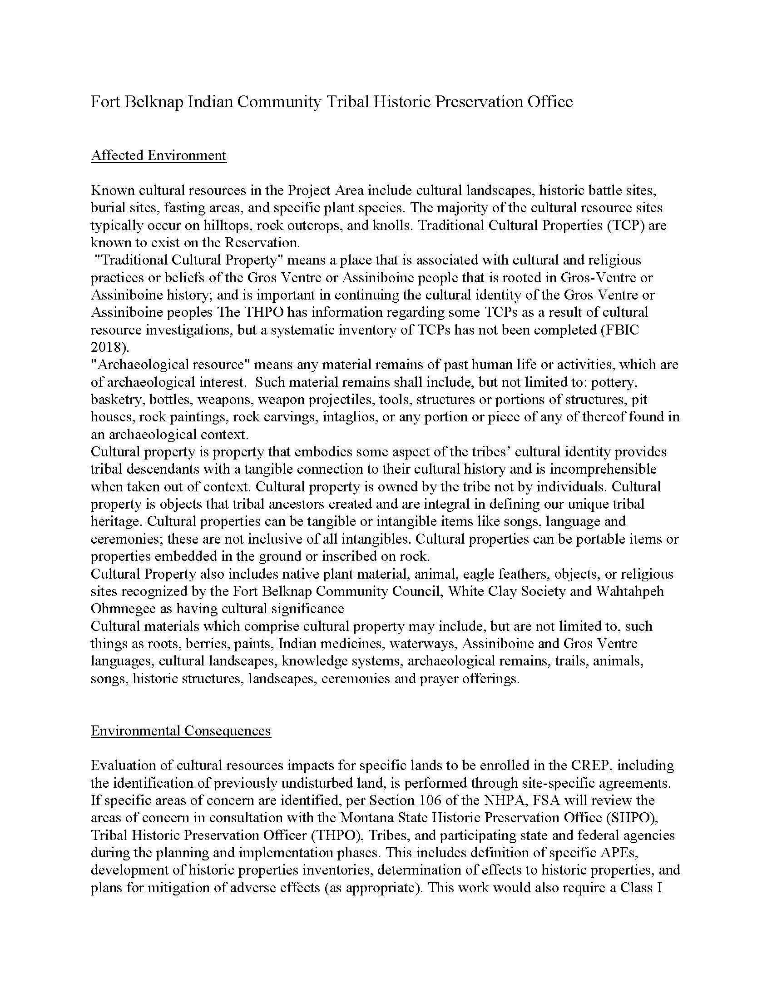 Fort Belknap Indian Community Tribal Historic Preservation Office
Affected Environment
Known cultural resources in the Project Area include cultural landscapes, historic battle sites,
burial sites, fasting areas, and specific plant species. The majority of the cultural resource sites
typically occur on hilltops, rock outcrops, and knolls. Traditional Cultural Properties (TCP) are
known to exist on the Reservation.
"Traditional Cultural Property" means a place that is associated with cultural and religious
practices or beliefs of the Gros Ventre or Assiniboine people that is rooted in Gros-Ventre or
Assiniboine history; and is important in continuing the cultural identity of the Gros Ventre or
Assiniboine peoples The THPO has information regarding some TCPs as a result of cultural
resource investigations, but a systematic inventory of TCPs has not been completed (FBIC
2018).
"Archaeological resource" means any material remains of past human life or activities, which are
of archaeological interest.  Such material remains shall include, but not limited to: pottery,
basketry, bottles, weapons, weapon projectiles, tools, structures or portions of structures, pit
houses, rock paintings, rock carvings, intaglios, or any portion or piece of any of thereof found in
an archaeological context.
Cultural property is property that embodies some aspect of the tribes’ cultural identity provides
tribal descendants with a tangible connection to their cultural history and is incomprehensible
when taken out of context. Cultural property is owned by the tribe not by individuals. Cultural
property is objects that tribal ancestors created and are integral in defining our unique tribal
heritage. Cultural properties can be tangible or intangible items like songs, language and
ceremonies; these are not inclusive of all intangibles. Cultural properties can be portable items or
properties embedded in the ground or inscribed on rock.
Cultural Property also includes native plant material, animal, eagle feathers, objects, or religious
sites recognized by the Fort Belknap Community Council, White Clay Society and Wahtahpeh
Ohmnegee as having cultural significance
Cultural materials which comprise cultural property may include, but are not limited to, such
things as roots, berries, paints, Indian medicines, waterways, Assiniboine and Gros Ventre
languages, cultural landscapes, knowledge systems, archaeological remains, trails, animals,
songs, historic structures, landscapes, ceremonies and prayer offerings.
Environmental Consequences
Evaluation of cultural resources impacts for specific lands to be enrolled in the CREP, including
the identification of previously undisturbed land, is performed through site-specific agreements.
If specific areas of concern are identified, per Section 106 of the NHPA, FSA will review the
areas of concern in consultation with the Montana State Historic Preservation Office (SHPO),
Tribal Historic Preservation Officer (THPO), Tribes, and participating state and federal agencies
during the planning and implementation phases. This includes definition of specific APEs,
development of historic properties inventories, determination of effects to historic properties, and
plans for mitigation of adverse effects (as appropriate). This work would also require a Class I